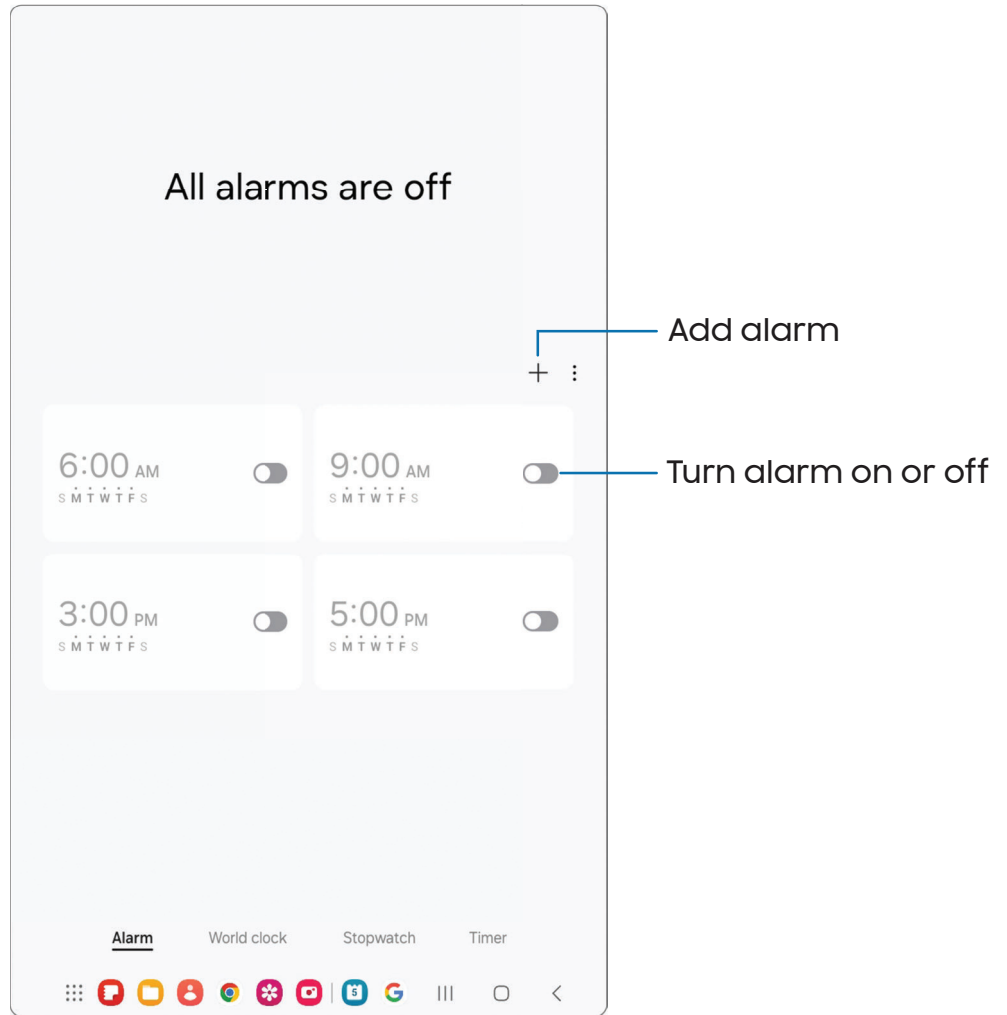 All alarms are off
Add alarm
6:00 AM
S M T W T F S
9:00 AM
S M T W T F S
Turn alarm on or off
3:00 PM
S M T W T F S
5:00 PM
S M T W T F S
Alarm World clock Stopwatch Timer
5